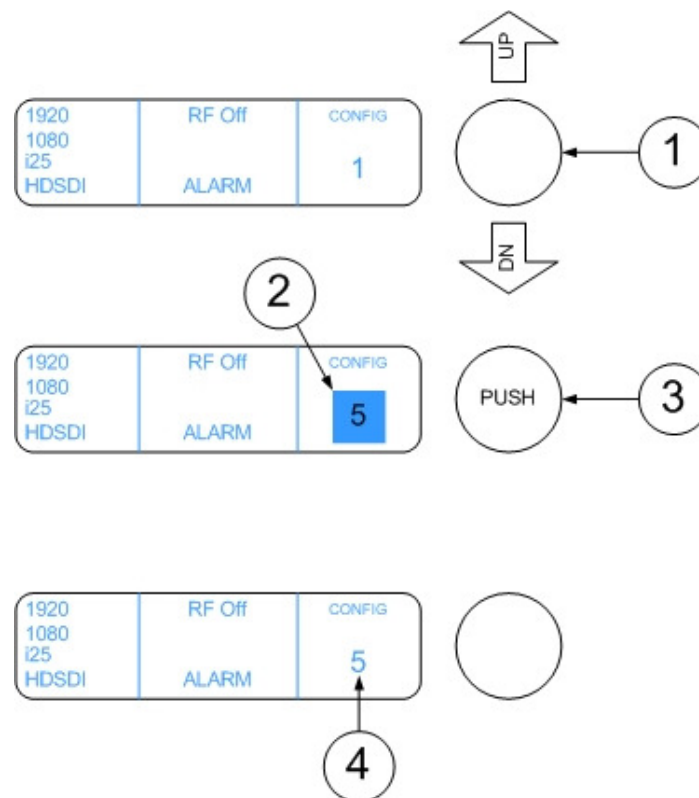 UP
1920
1080
i25
HDSDI
RF Off
ALARM
CONFIG
1
1
DN
2
1920
1080
i25
HDSDI
RF Off
ALARM
CONFIG
5
PUSH
3
1920
1080
i25
HDSDI
RF Off
ALARM
CONFIG
5
4